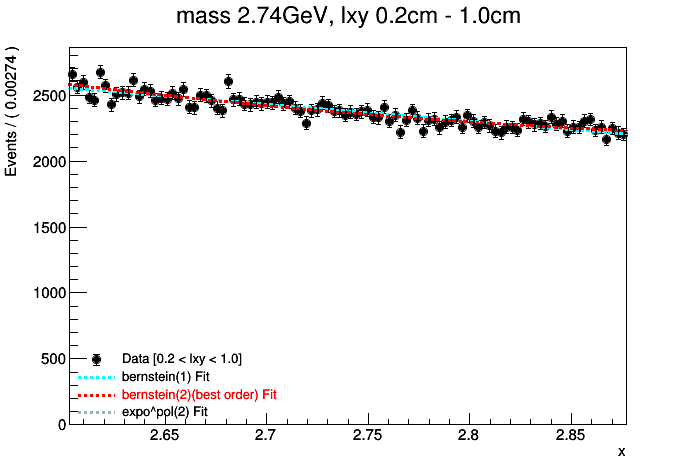 mass 2.74GeV, lxy 0.2cm - 1.0cm
Events / ( 0.00274 )
2500
2000
1500
1000
500
0
Data [0.2 < lxy < 1.0]
bernstein(1) Fit
bernstein(2)(best order) Fit
expo^pol(2) Fit
2.65 2.7 2.75 2.8 2.85
x